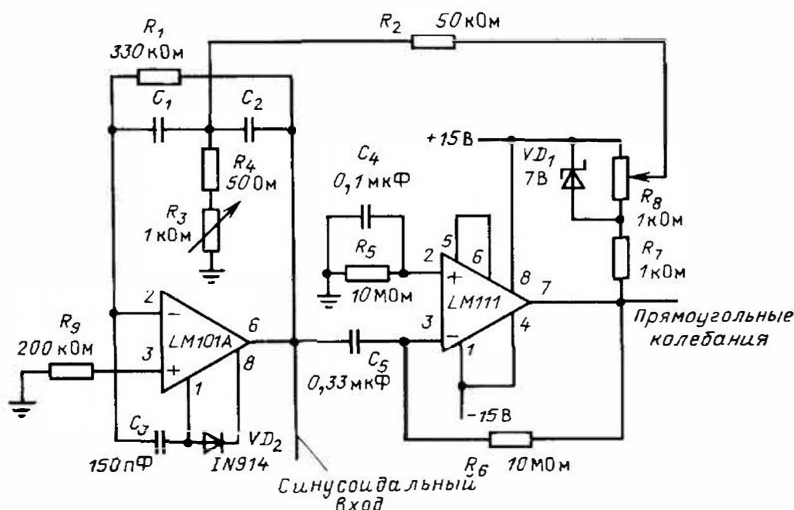 R₁
330 кОм
C₁
C₂
R₂
50 кОм
R₄
50 Ом
R₃
1 кОм
C₄
0,1 мкФ
R₅
10 МОм
+15 В
VD₁
7 В
R₈
1 кОм
R₇
1 кОм
5
6
2
+
LM111
8
7
4
3
−
1
-15 В
Прямоугольные
колебания
R₉
200 кОм
2
−
6
LM101A
8
3
+
1
C₅
0,33 мкФ
C₃
150 пФ
VD₂
IN914
R₆
10 МОм
Синусоидальный
вход